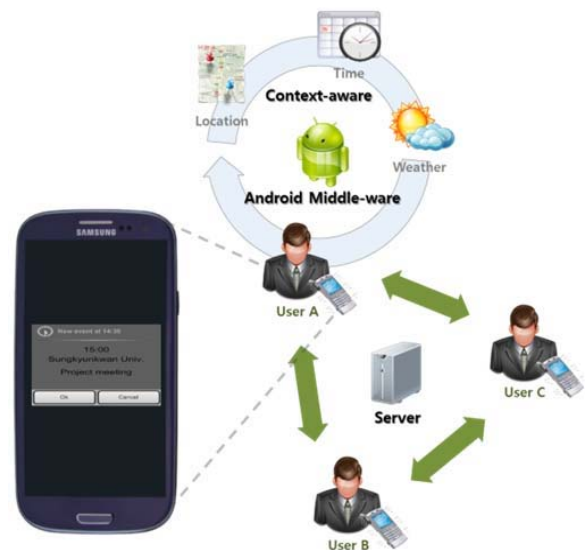 Time
Context-aware
Location
Weather
Android Middle-ware
SAMSUNG
New event at 14:30
15:00
Sungkyunkwan Univ.
Project meeting
Ok
Cancel
User A
Server
User C
User B